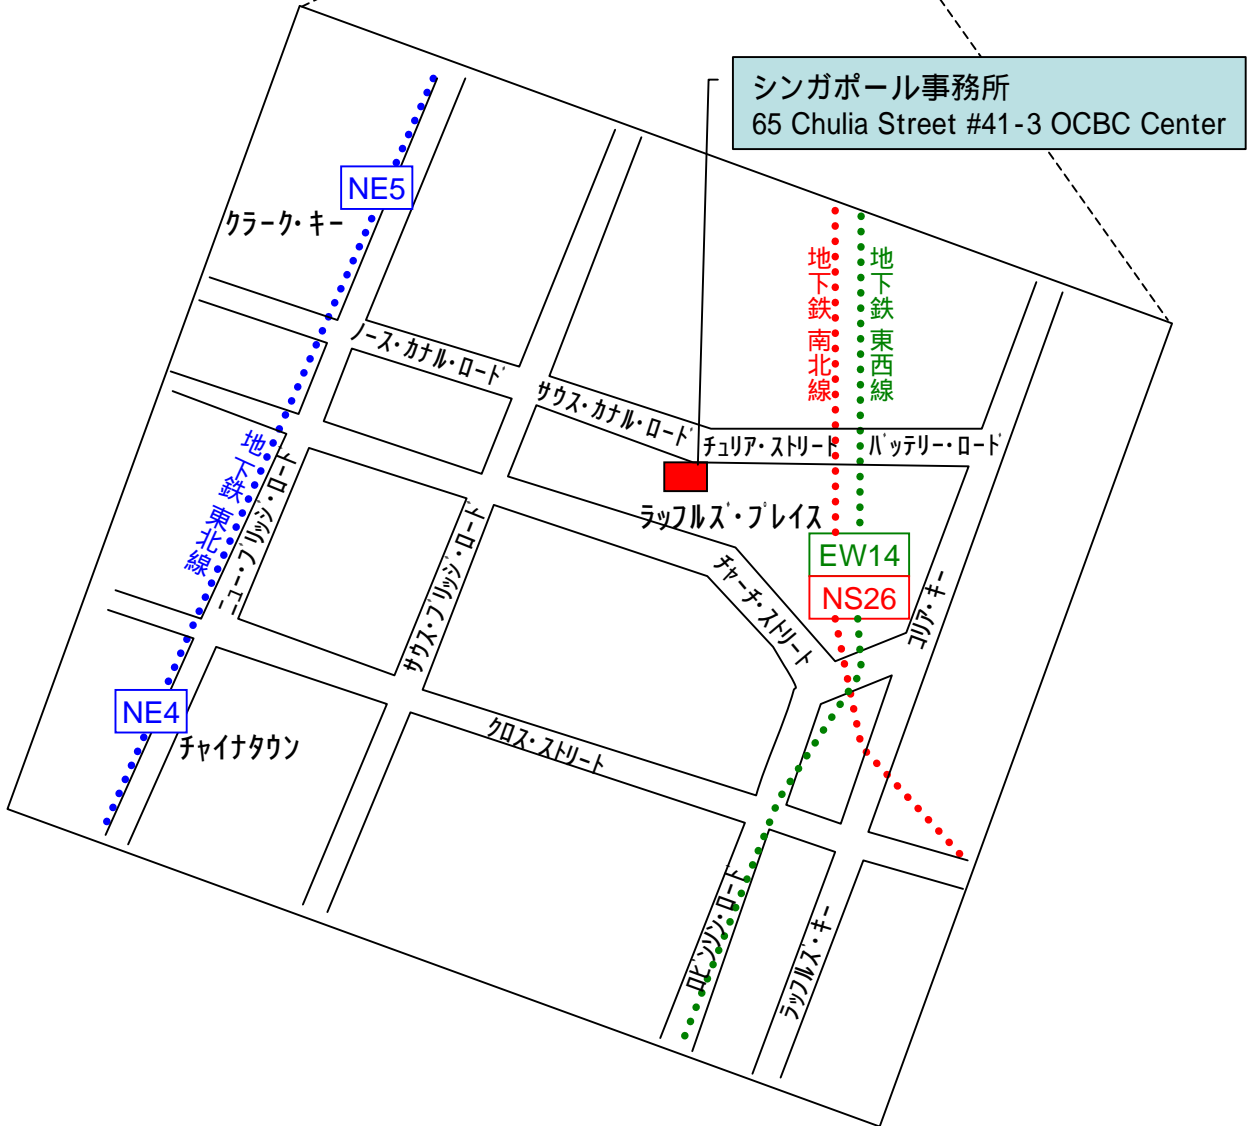 シンガポール事務所
65 Chulia Street #41-3 OCBC Center
NE5
クラーク・キー
地下鉄 南北線
地下鉄 東西線
ノース・カナル・ロード
サウス・カナル・ロード
チュリア・ストリート
バッテリー・ロード
地下鉄 東北線
ニュー・ブリッジ・ロード
サウス・ブリッジ・ロード
ラッフルズ・プレイス
EW14
NS26
チャーチ・ストリート
コリア・キー
NE4
チャイナタウン
クロス・ストリート
ロビンソン・ロード
ラッフルズ・キー